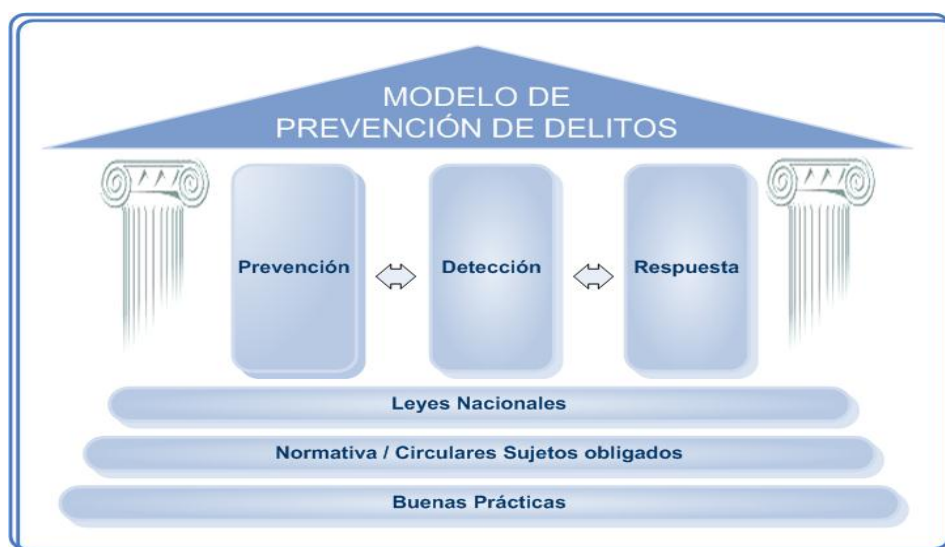 MODELO DE
PREVENCIÓN DE DELITOS
Prevención
Detección
Respuesta
Leyes Nacionales
Normativa / Circulares Sujetos obligados
Buenas Prácticas